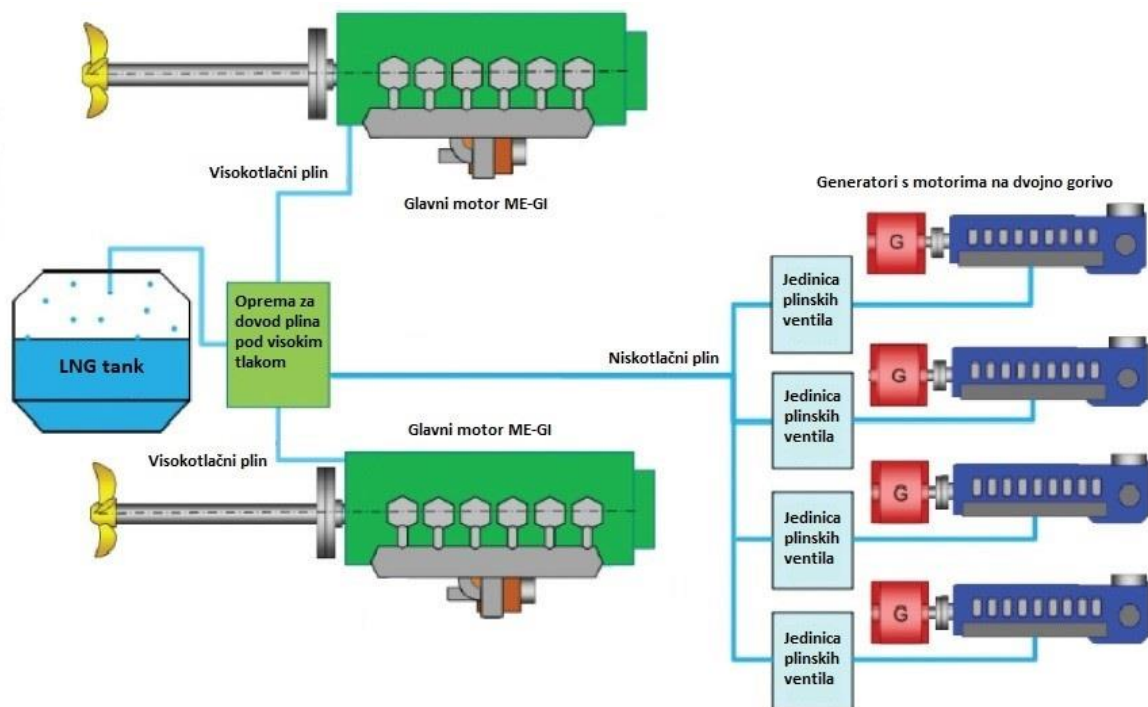 Visokotlačni plin
Glavni motor ME-GI
Generatori s motorima na dvojno gorivo
G
Jedinica
plinskih
ventila
Oprema za
dovod plina
pod visokim
tlakom
LNG tank
Niskotlačni plin
G
Jedinica
plinskih
ventila
Glavni motor ME-GI
Visokotlačni plin
G
Jedinica
plinskih
ventila
G
Jedinica
plinskih
ventila